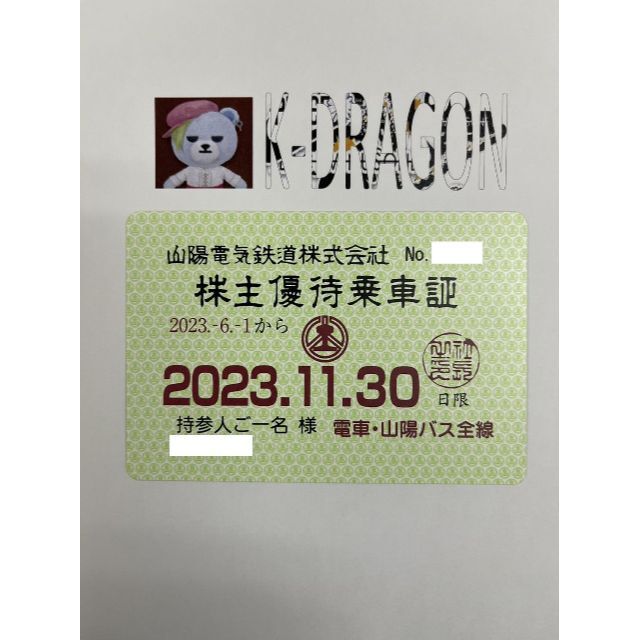 K-DRAGON
山陽電気鉄道株式会社 No.
株主優待乗車証
2023.-6.-1から
2023.11.30
日限
持参人ご一名 様 電車・山陽バス全線